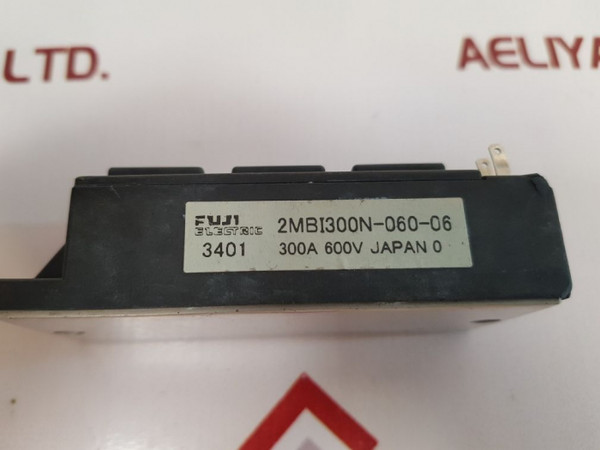 LTD.
AELIYA
FUJI
ELECTRIC
2MBI300N-060-06
3401
300A 600V JAPAN 0